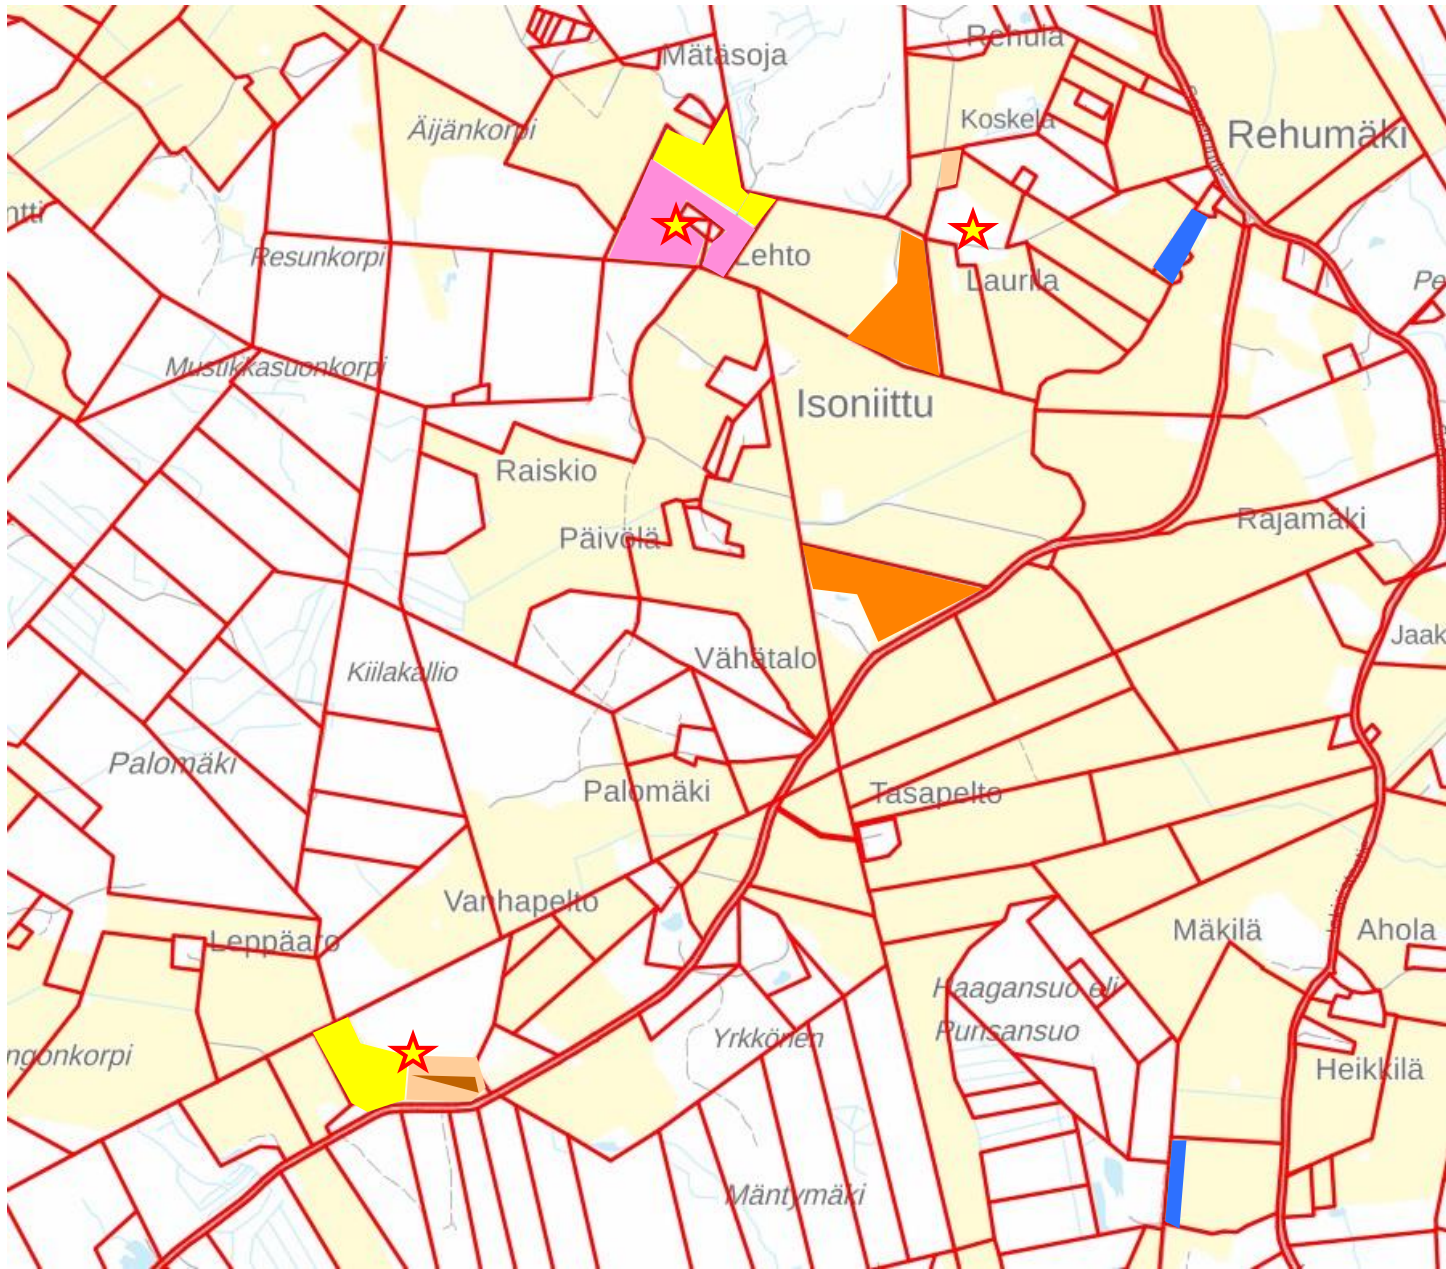 Rehula
Mätäsoja
Koskela
Äijänkorpi
Rehumäki
ntti
Resunkorpi
Lehto
Laurila
Pe
Mustikkasuonkorpi
Isoniittu
Raiskio
Rajamäki
Päivölä
Jaak
Vähätalo
Kiilakallio
Palomäki
Palomäki
Tasapelto
Vanhapelto
Leppäaro
Mäkilä
Ahola
Haagansuo eli
Purisansuo
Yrkkönen
ngonkorpi
Heikkilä
Mäntymäki